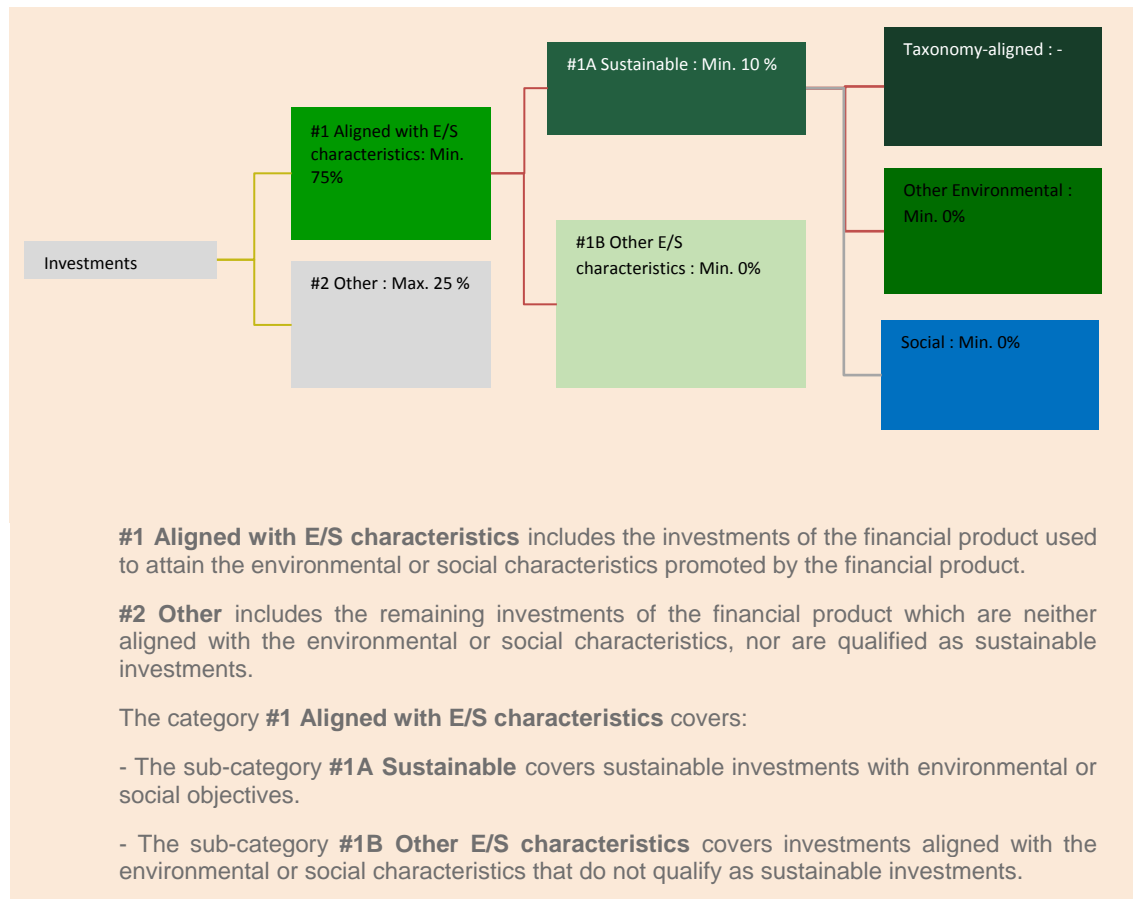 Investments
#1 Aligned with E/S
characteristics: Min.
75%
#2 Other : Max. 25 %
#1A Sustainable : Min. 10 %
#1B Other E/S
characteristics : Min. 0%
Taxonomy-aligned : -
Other Environmental :
Min. 0%
Social : Min. 0%
#1 Aligned with E/S characteristics includes the investments of the financial product used
to attain the environmental or social characteristics promoted by the financial product.
#2 Other includes the remaining investments of the financial product which are neither
aligned with the environmental or social characteristics, nor are qualified as sustainable
investments.
The category #1 Aligned with E/S characteristics covers:
- The sub-category #1A Sustainable covers sustainable investments with environmental or
social objectives.
- The sub-category #1B Other E/S characteristics covers investments aligned with the
environmental or social characteristics that do not qualify as sustainable investments.